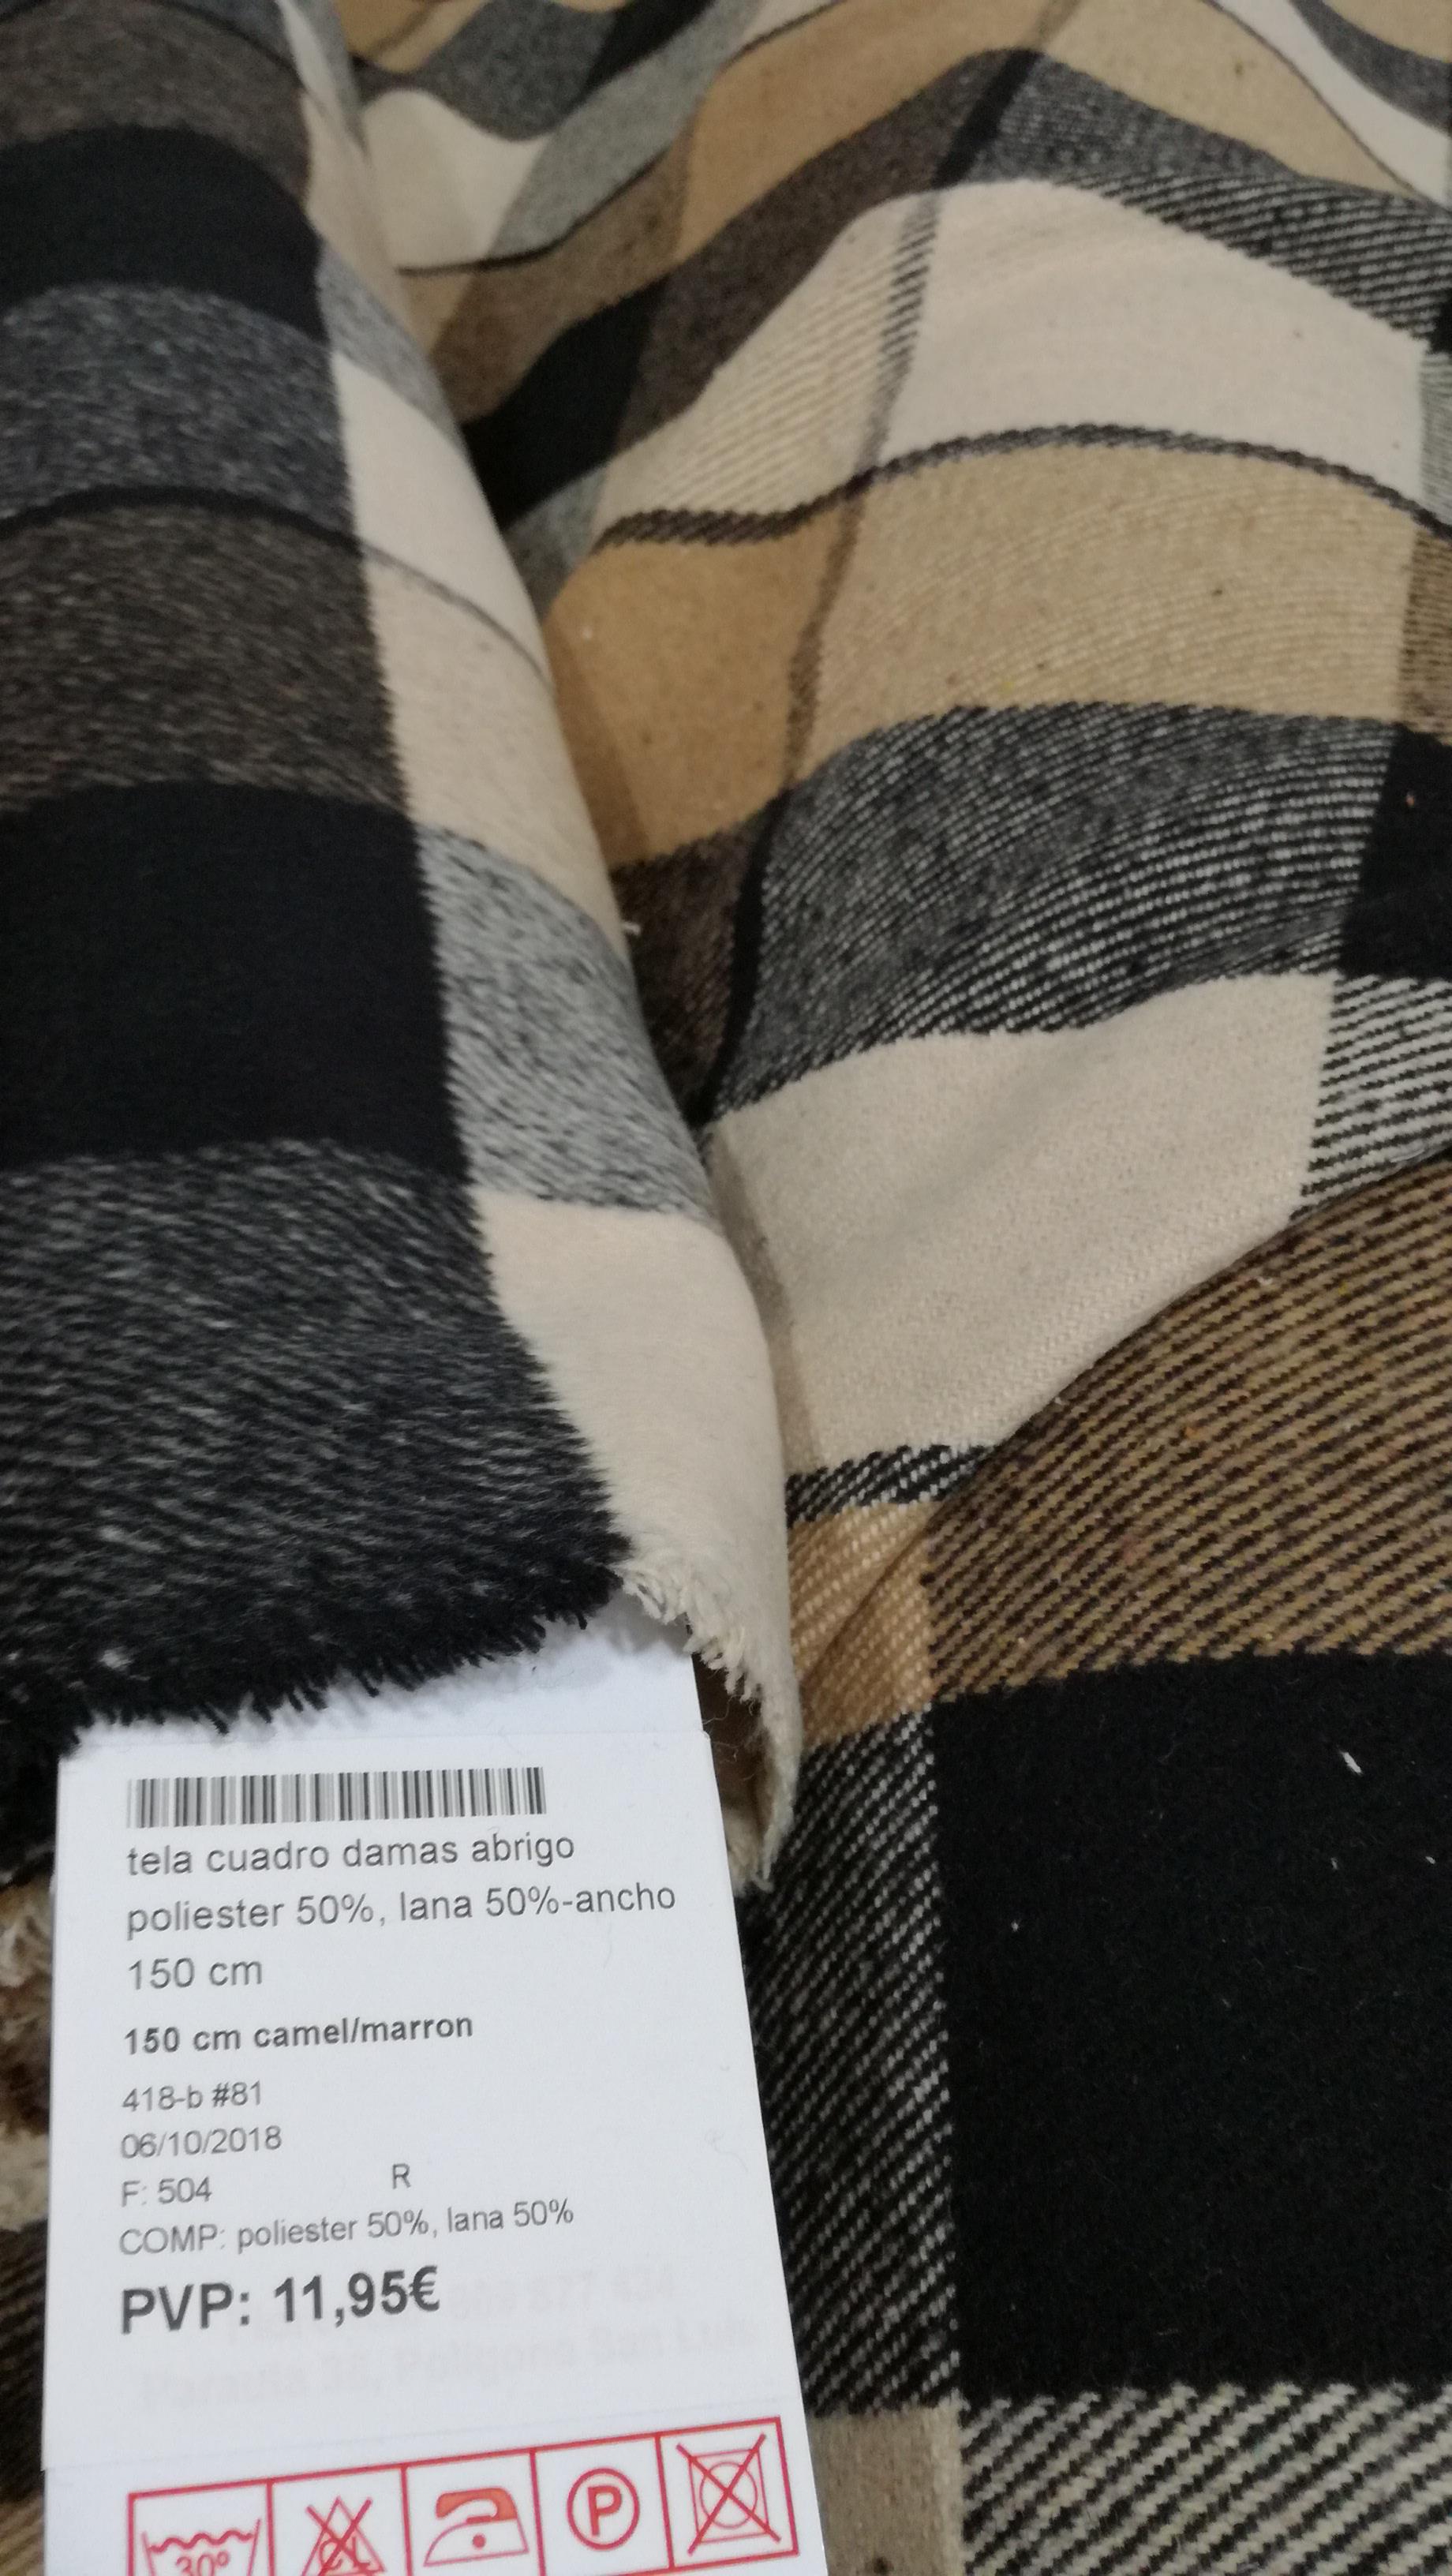 tela cuadro damas abrigo
poliester 50%, lana 50%-ancho
150 cm
150 cm camel/marron
418-b #81
06/10/2018
F: 504 R
COMP: poliester 50%, lana 50%
PVP: 11,95€
30° CL P